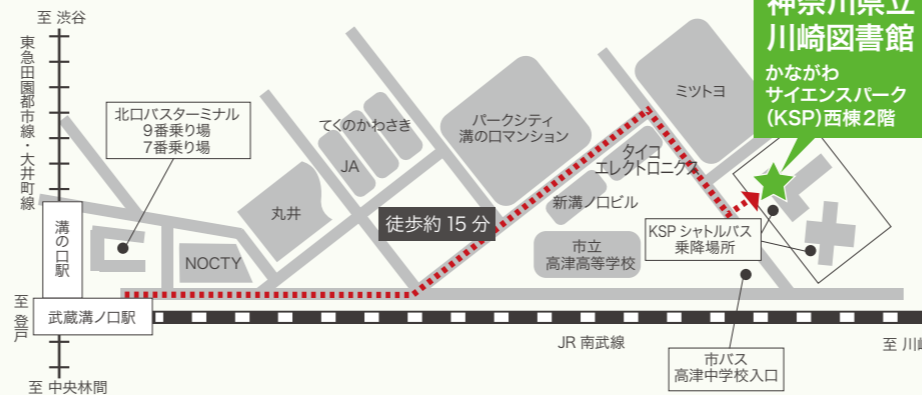 至 渋谷
東急田園都市線・大井町線
北口バスターミナル
9番乗り場
7番乗り場
てくのかわさき
JA
丸井
NOCTY
溝の口駅
至 登戸
武蔵溝ノ口駅
至 中央林間
徒歩約 15 分
パークシティ
溝の口マンション
ミツトヨ
タイコ
エレクトロニクス
新溝ノ口ビル
市立
高津高等学校
神奈川県立
川崎図書館
かながわ
サイエンスパーク
(KSP)西棟2階
KSP シャトルバス
乗降場所
JR 南武線
市バス
高津中学校入口
至 川